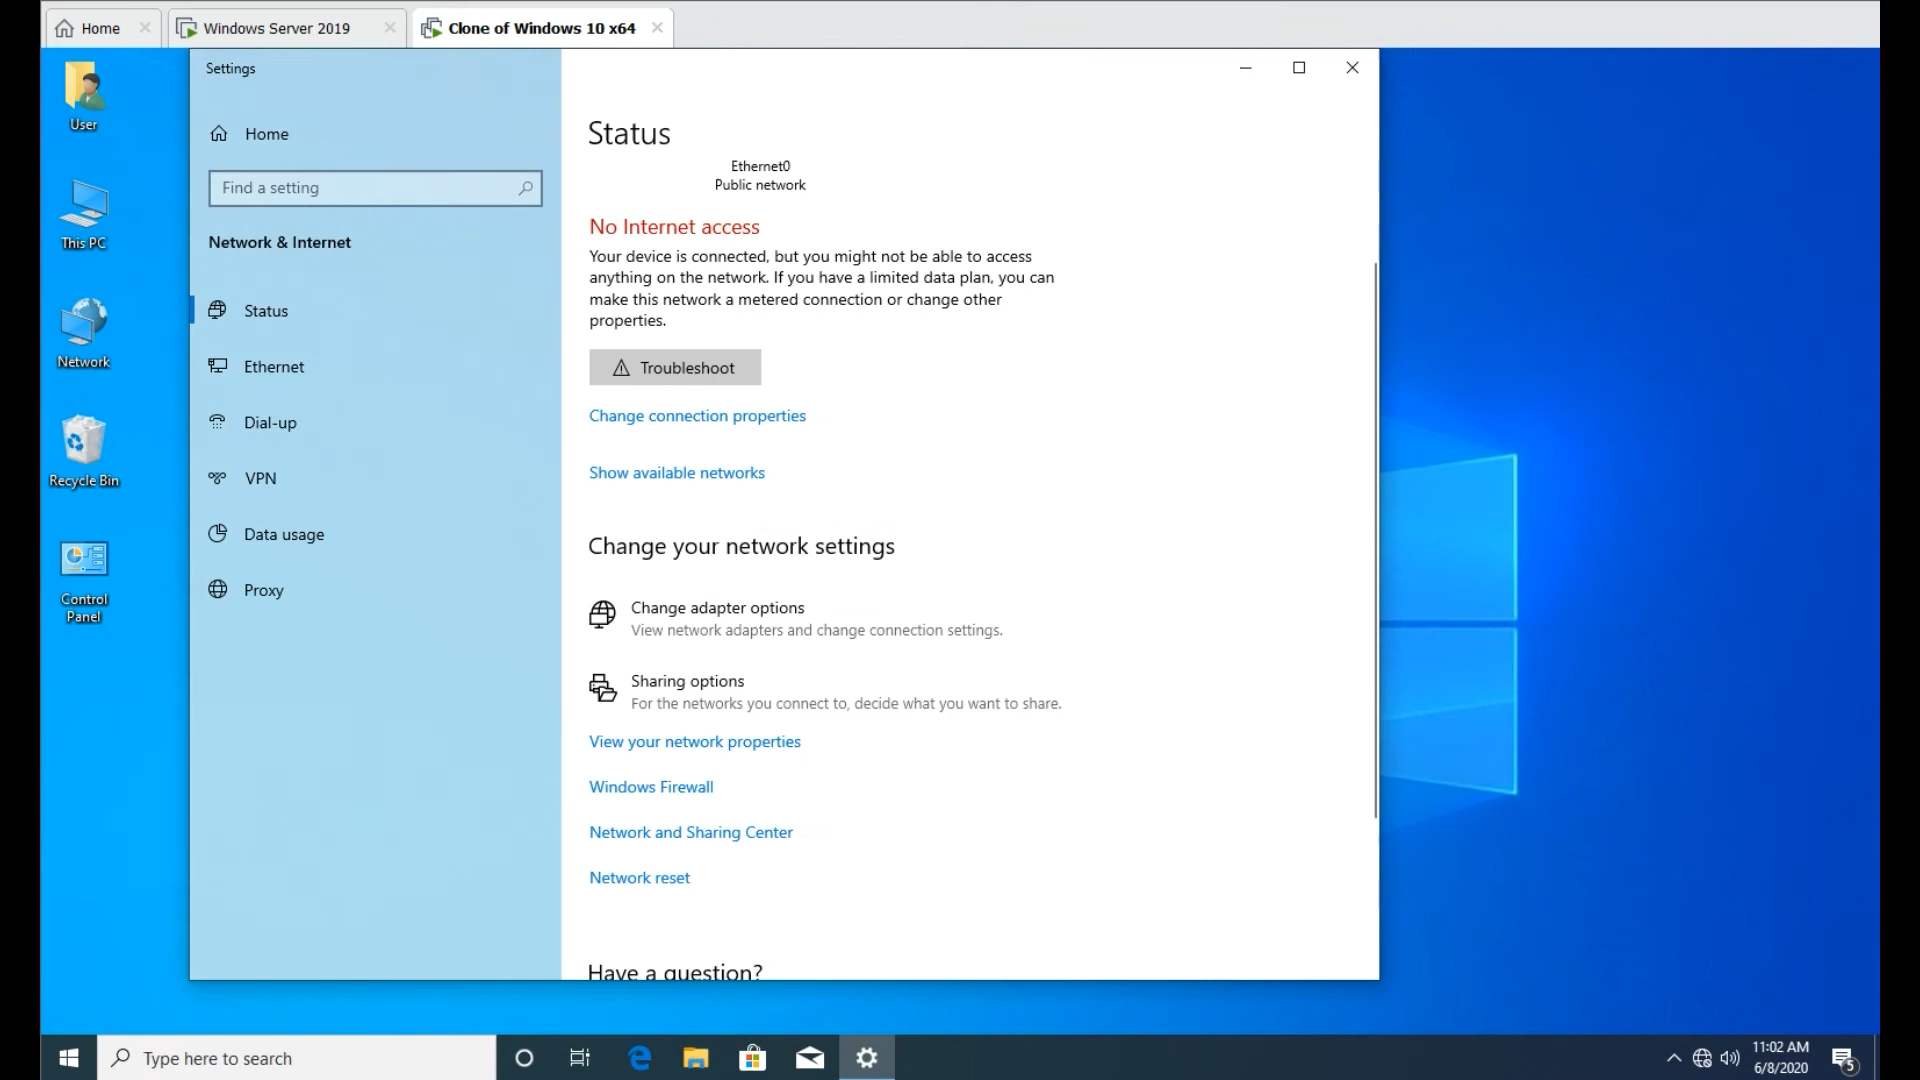 Home
Windows Server 2019
Clone of Windows 10 x64
User
This PC
Network
Recycle Bin
Control
Panel
Settings
Home
Find a setting
Network & Internet
Status
Ethernet
Dial-up
VPN
Data usage
Proxy
Status
Ethernet0
Public network
No Internet access
Your device is connected, but you might not be able to access
anything on the network. If you have a limited data plan, you can
make this network a metered connection or change other
properties.
Troubleshoot
Change connection properties
Show available networks
Change your network settings
Change adapter options
View network adapters and change connection settings.
Sharing options
For the networks you connect to, decide what you want to share.
View your network properties
Windows Firewall
Network and Sharing Center
Network reset
Have a question?
Type here to search
11:02 AM
6/8/2020
5